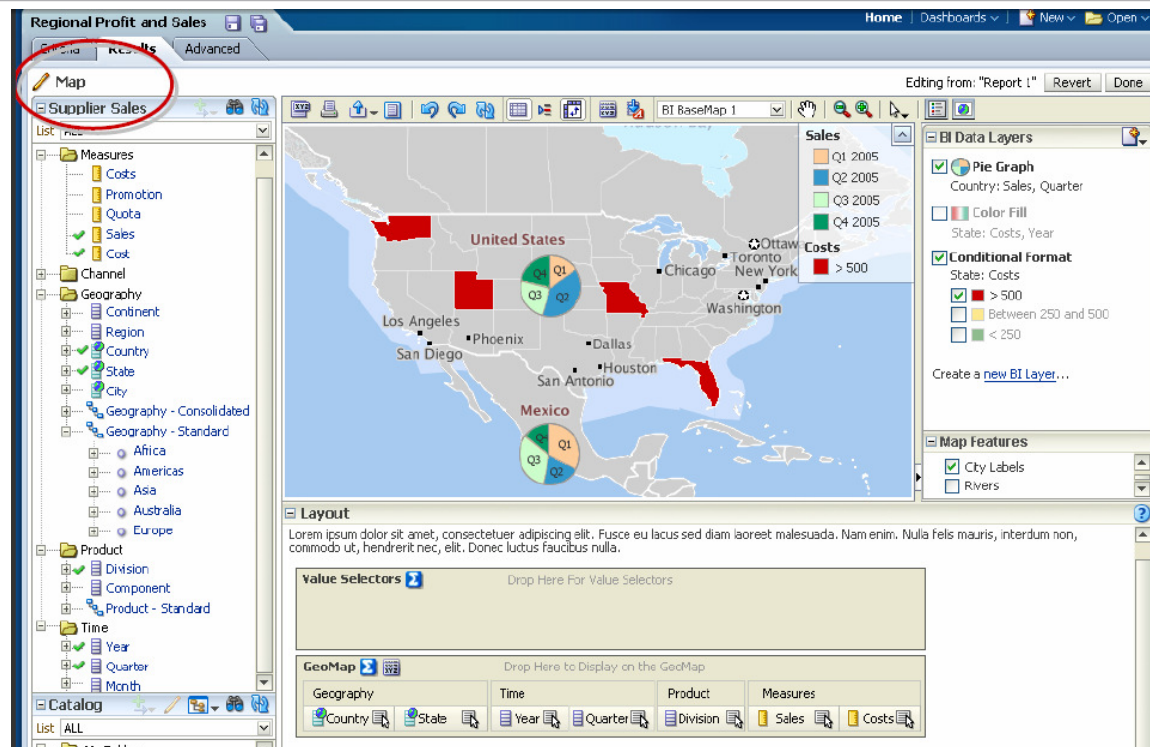 Regional Profit and Sales
Home | Dashboards | New Open
Results Advanced
Map
Editing from: "Report 1" Revert Done
Supplier Sales
List ALL
Measures
Costs
Promotion
Quota
Sales
Cost
Channel
Geography
Continent
Region
Country
State
City
Geography - Consolidated
Geography - Standard
Africa
Americas
Asia
Australia
Europe
Product
Division
Component
Product - Standard
Time
Year
Quarter
Month
Catalog
List ALL
BI BaseMap 1
Sales
Q1 2005
Q2 2005
Q3 2005
Q4 2005
Costs
> 500
United States
Q4 Q1
Q3 Q2
Ottaw
Toronto
Chicago
New York
Washington
Los Angeles
Phoenix
San Diego
Dallas
Houston
San Antonio
Mexico
Q4 Q1
Q3 Q2
BI Data Layers
Pie Graph
Country: Sales, Quarter
Color Fill
State: Costs, Year
Conditional Format
State: Costs
> 500
Between 250 and 500
< 250
Create a new BI Layer...
Map Features
City Labels
Rivers
Layout
Lorem ipsum dolor sit amet, consectetuer adipiscing elit. Fusce eu lacus sed diam laoreet malesuada. Nam enim. Nulla felis mauris, interdum non,
commodo ut, hendrerit nec, elit. Donec luctus faucibus nulla.
Value Selectors
Drop Here For Value Selectors
GeoMap
Drop Here to Display on the GeoMap
Geography Time Product Measures
Country State Year Quarter Division Sales Costs